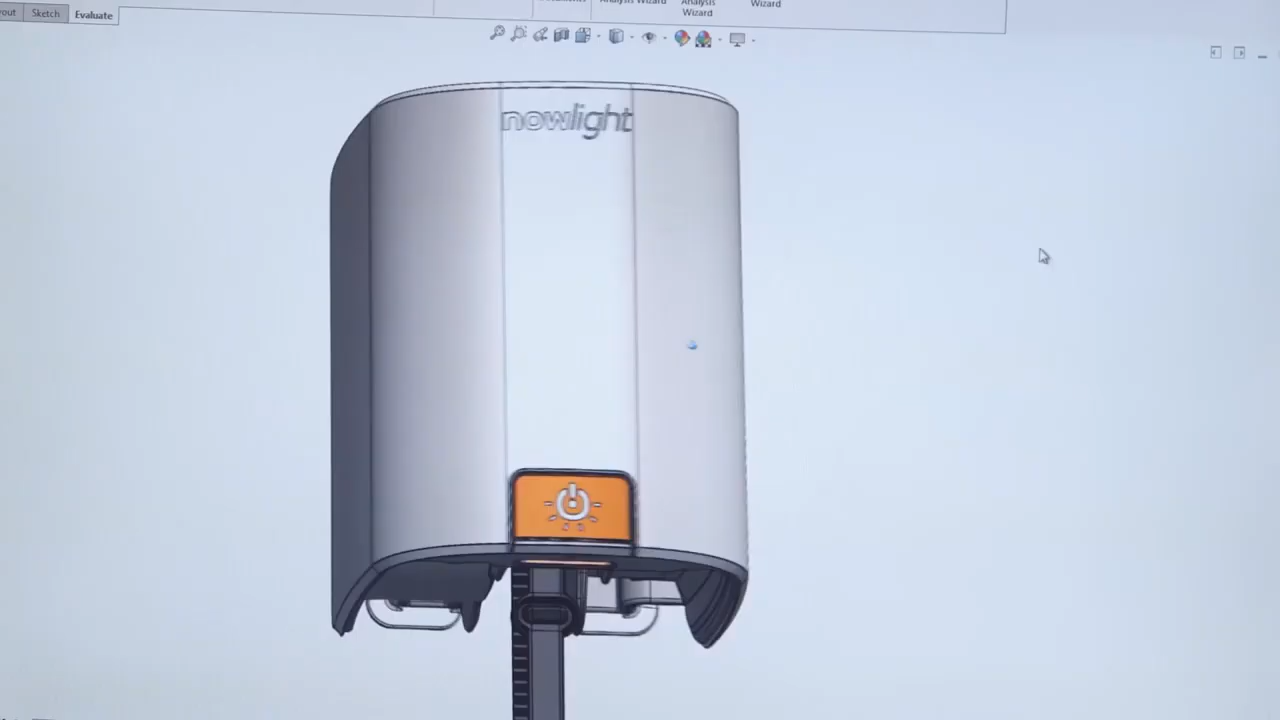 Sketch
Evaluate
Analysis Wizard
Analysis
Wizard
Wizard
nowlight